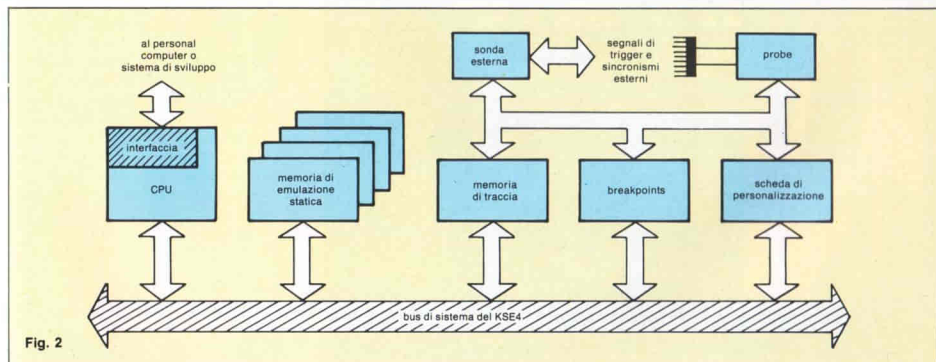 al personal
computer o
sistema di sviluppo
interfaccia
CPU
memoria di
emulazione
statica
sonda
esterna
segnali di
trigger e
sincronismi
esterni
probe
memoria
di traccia
breakpoints
scheda di
personalizzazione
bus di sistema del KSE4
Fig. 2